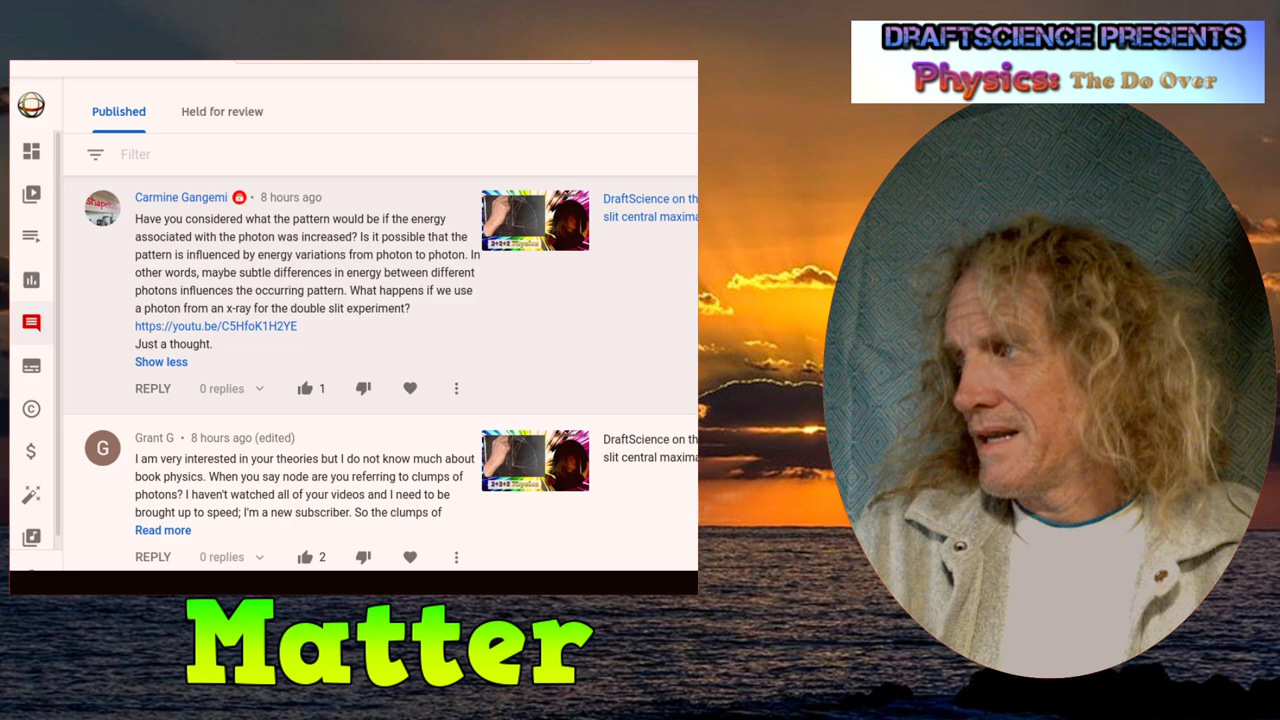 DRAFTSCIENCE PRESENTS
Physics: The Do Over
Published
Held for review
Filter
Carmine Gangemi • 8 hours ago
Have you considered what the pattern would be if the energy
associated with the photon was increased? Is it possible that the
pattern is influenced by energy variations from photon to photon. In
other words, maybe subtle differences in energy between different
photons influences the occurring pattern. What happens if we use
a photon from an x-ray for the double slit experiment?
https://youtu.be/C5HfoK1H2YE
Just a thought.
Show less
REPLY 0 replies 1
DraftScience on th
slit central maxima
G
Grant G • 8 hours ago (edited)
I am very interested in your theories but I do not know much about
book physics. When you say node are you referring to clumps of
photons? I haven't watched all of your videos and I need to be
brought up to speed; I'm a new subscriber. So the clumps of
Read more
REPLY 0 replies 2
DraftScience on th
slit central maxima
Matter